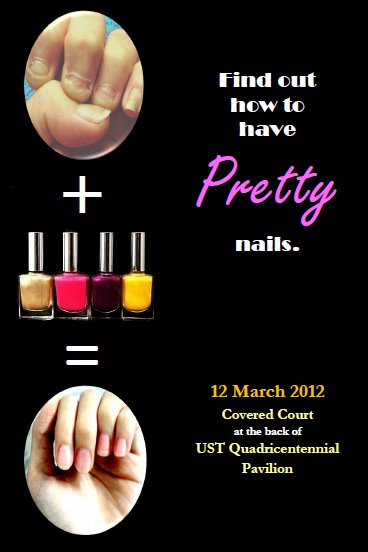 Find out
how to
have
Pretty
nails.
+
=
12 March 2012
Covered Court
at the back of
UST Quadricentennial
Pavilion